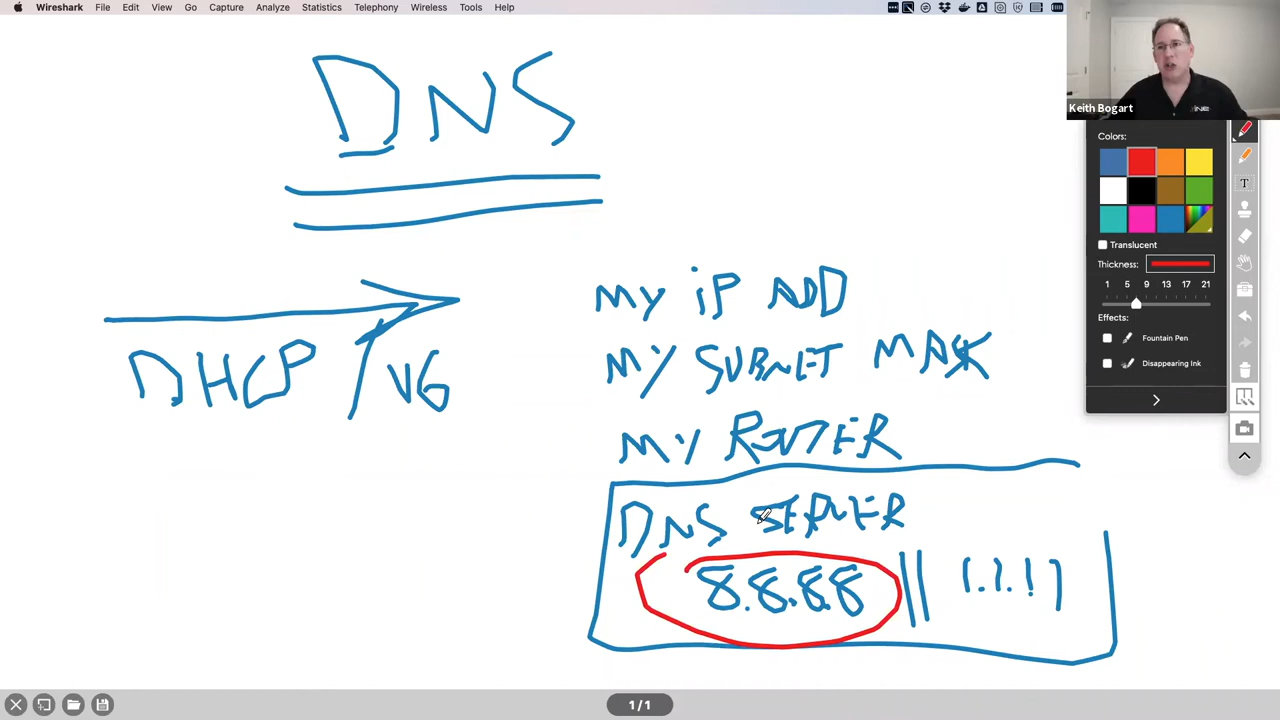 Wireshark File Edit View Go Capture Analyze Statistics Telephony Wireless Tools Help
DNS
Keith Bogart
INE
Colors:
Translucent
Thickness:
1 5 9 13 17 21
Effects:
Fountain Pen
Disappearing Ink
T
DHCP/V6
MY iP ADD
MY SUBNET MASK
MY ROUTER
DNS SERVER
8.8.8.8 || 1.1.1.1
1/1